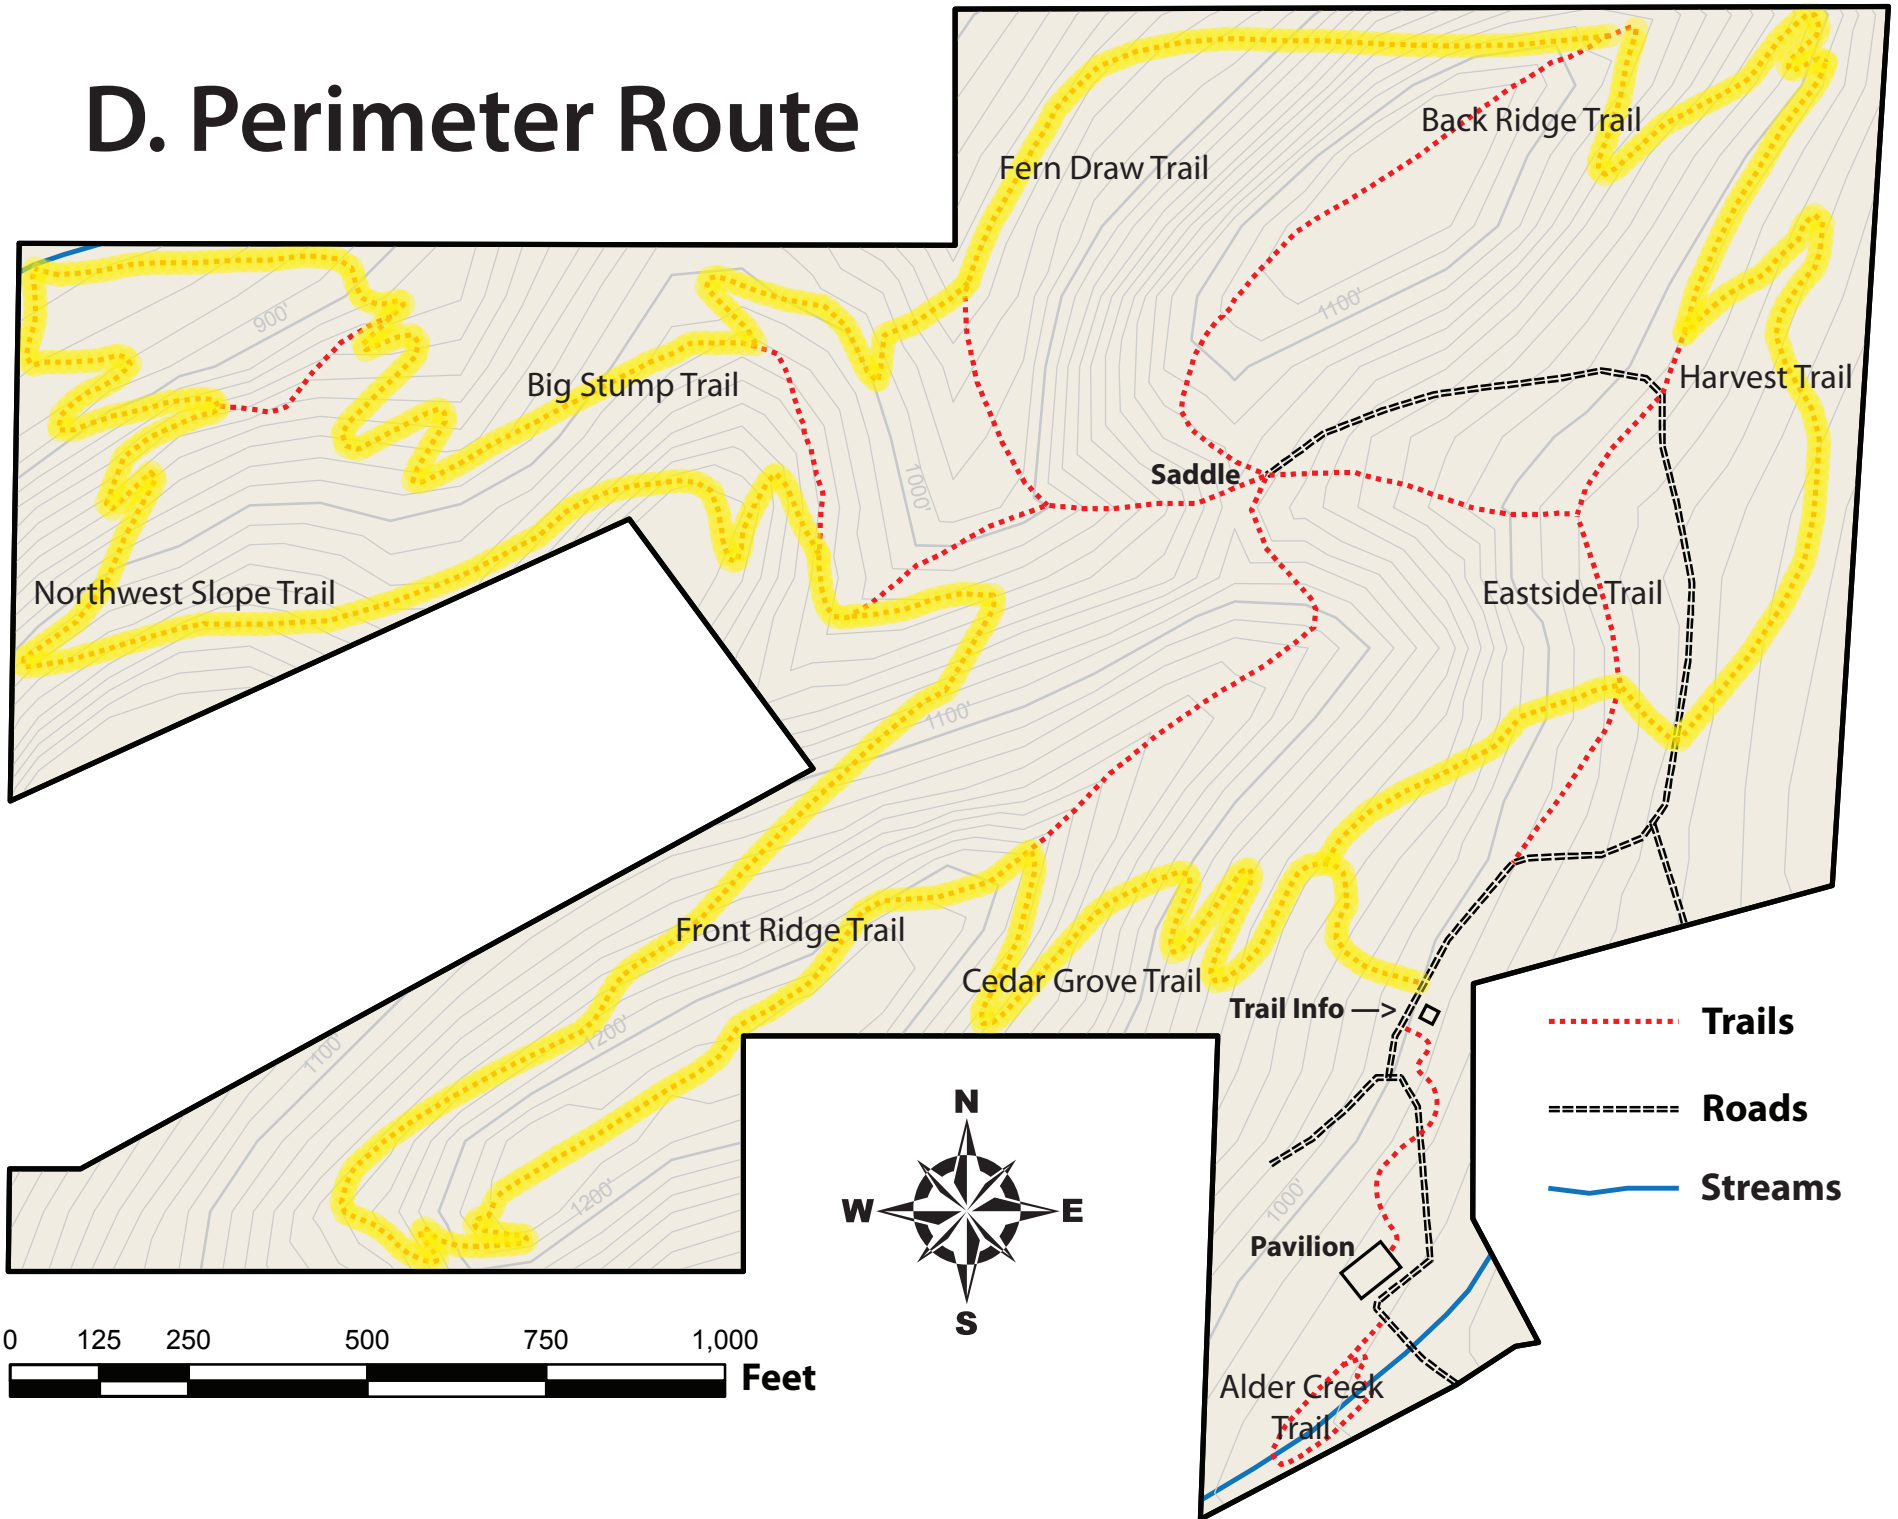 D. Perimeter Route
Back Ridge Trail
Fern Draw Trail
900'
1100'
Big Stump Trail
Harvest Trail
Saddle
1000'
Northwest Slope Trail
Eastside Trail
1100'
Front Ridge Trail
Cedar Grove Trail
Trail Info —>
Trails
1200'
1100'
N
Roads
W
E
1200'
1000'
Streams
Pavilion
S
0 125 250 500 750 1,000
Feet
Alder Creek
Trail